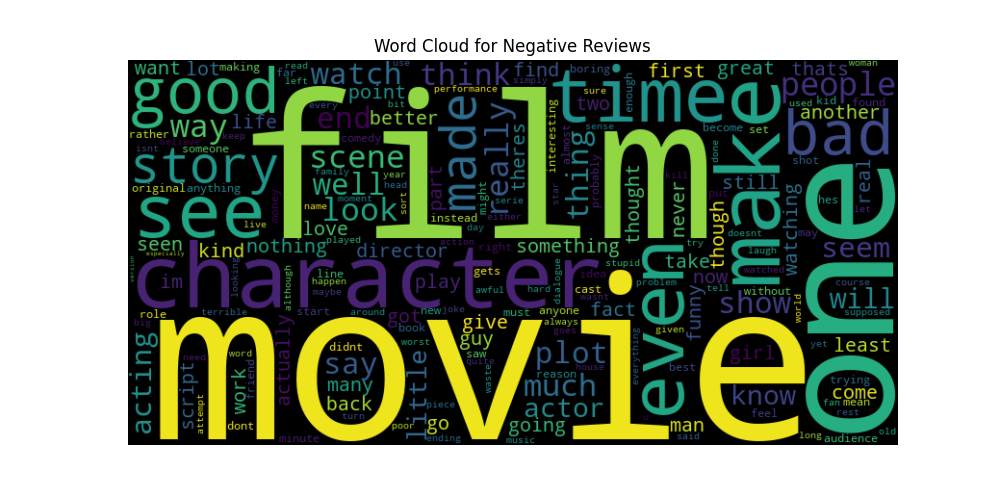 Word Cloud for Negative Reviews
want lot making far read use boring find first great thats woman
good watch think two sure people
left point performance simply enough used kid found
way life end better every bit timee another
rather keep someone believe comedy scene made really theres interesting thing almost sense become set bad
isnt story family year part probably done shot
original anything well head might serie star kill still real
see name moment sort instead either thought never put doesnt hes let
live money look day though laugh watching may
seen love played action right something try make seem one
kind nothing director idea stupid take now watched
especially line gets cast problem tell without course
version im looking although happen maybe play awful hard dialogue wasnt fact even show world will
character
role terrible start around got new joke must anyone always given funny supposed
big book give goes
movie
acting need word didnt worst guy saw plot house girl yet least
script work friend actually say quite reason everything best trying
attempt many little waste much know come
dont back piece actor feel fan mean
minute turn poor go going man rest
ending music said long audience old
film